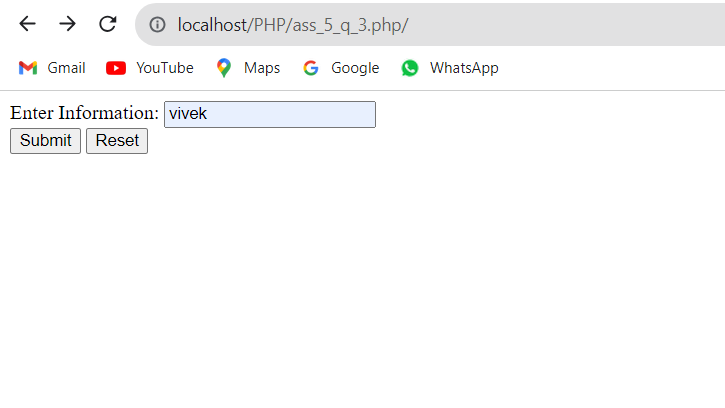 localhost/PHP/ass_5_q_3.php/
Gmail YouTube Maps Google WhatsApp
Enter Information: vivek
Submit Reset